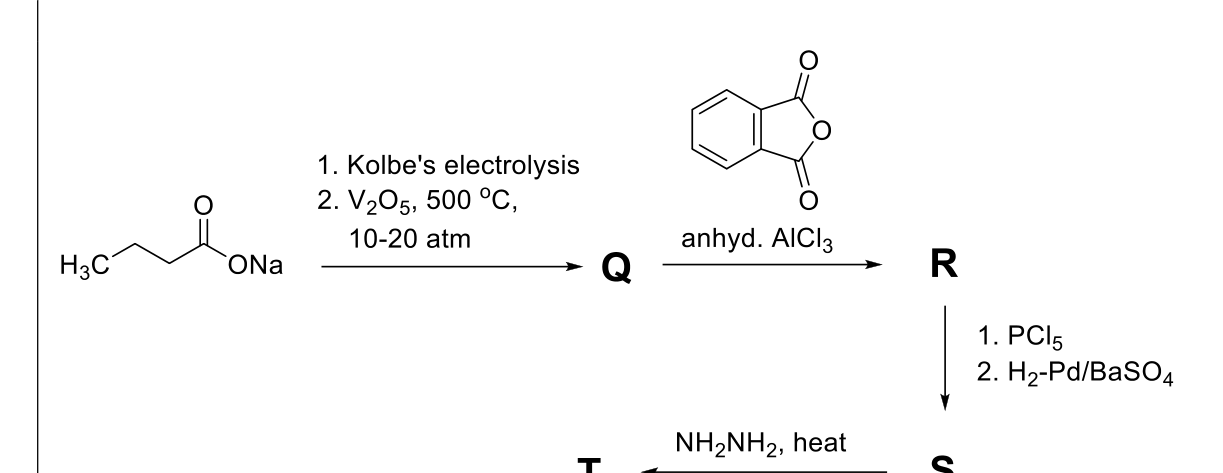 O
O
O
1. Kolbe's electrolysis
2. V₂O₅, 500 ⁰C,
10-20 atm
anhyd. AlCl₃
O
H₃C
ONa
Q
R
1. PCl₅
2. H₂-Pd/BaSO₄
NH₂NH₂, heat
T
S